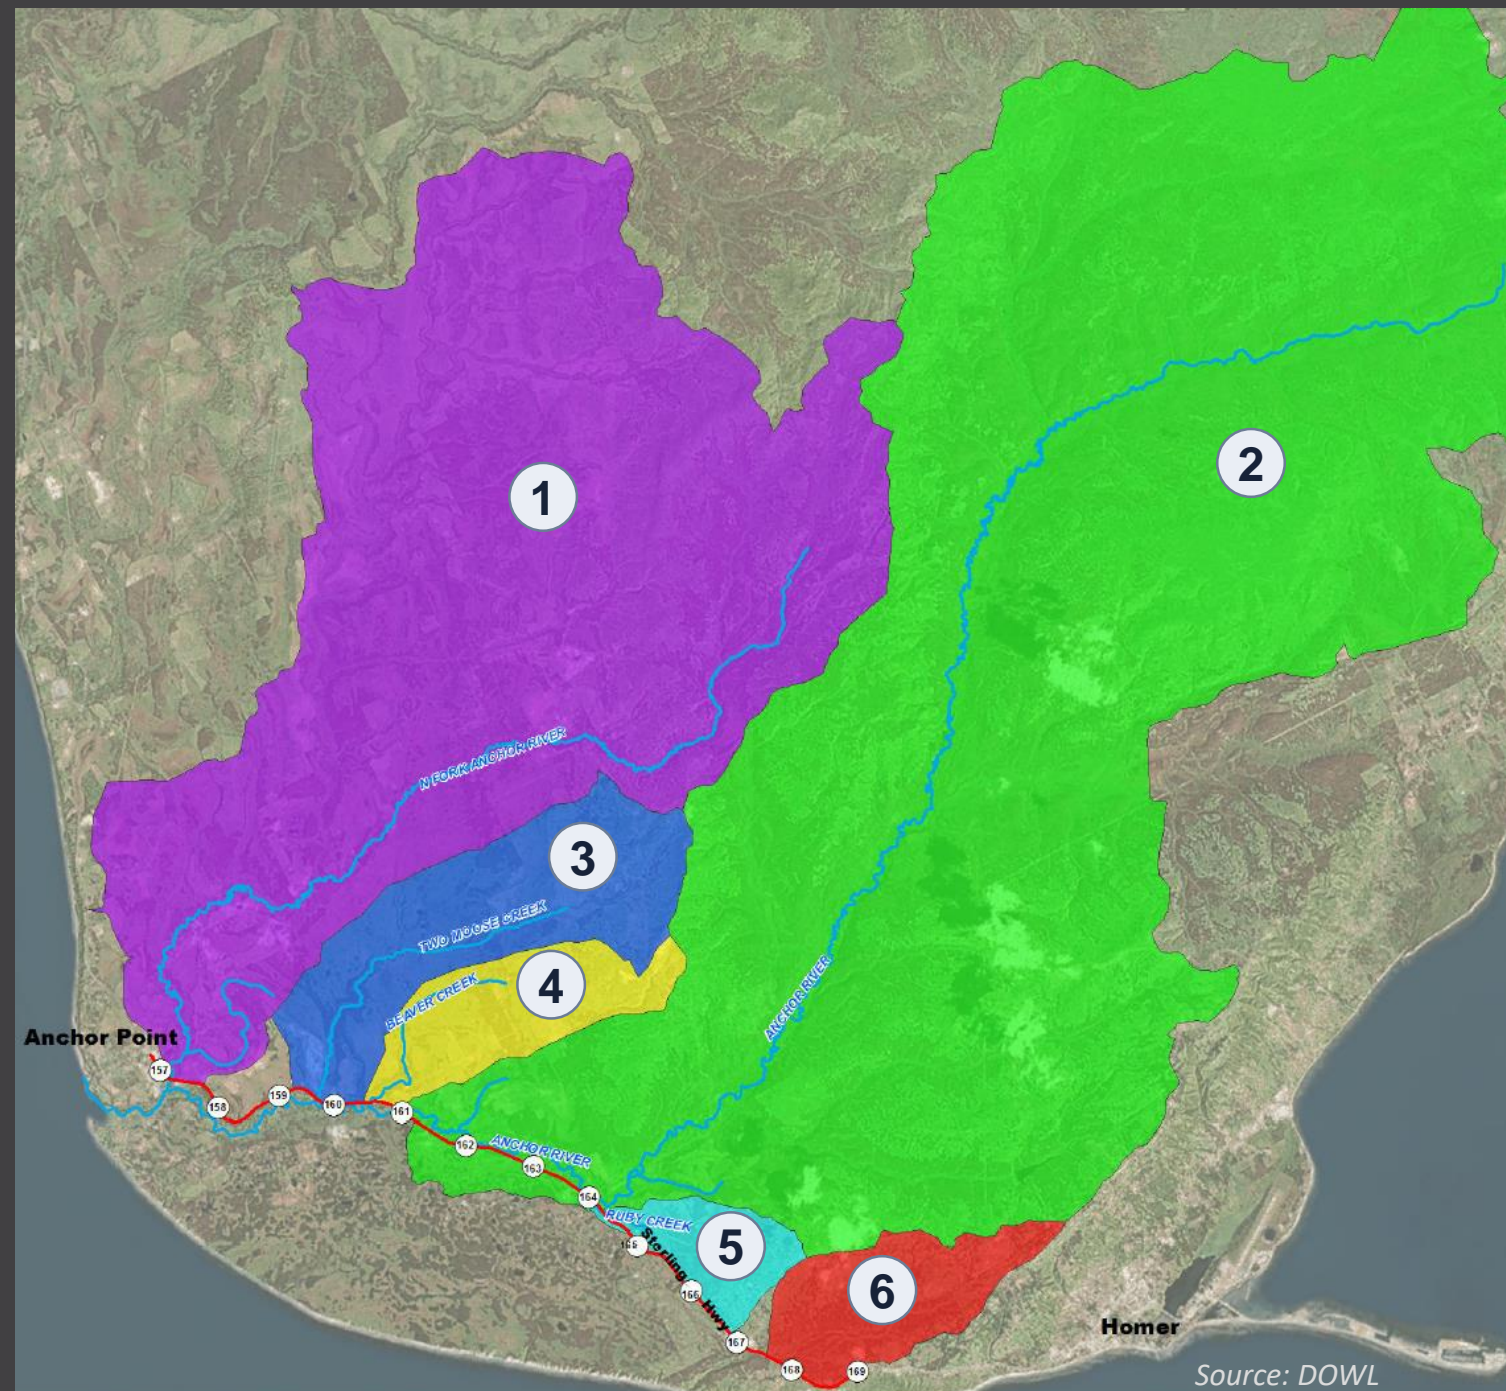 1
2
N FORK ANCHOR RIVER
3
TWO MOOSE CREEK
4
BEAVER CREEK
ANCHOR RIVER
Anchor Point
157
158
159
160
161
162
163
164
ANCHOR RIVER
RUBY CREEK
165
Sterling Hwy
5
166
167
6
168
169
Homer
Source: DOWL